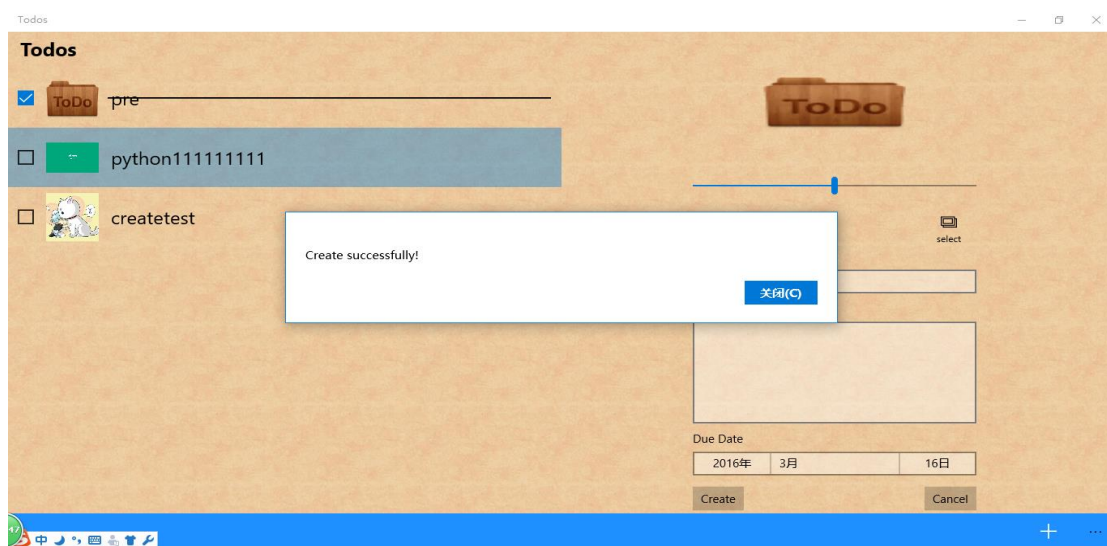 Todos
Todos
ToDo
pre
python111111111
createtest
ToDo
select
Create successfully!
关闭(C)
Due Date
2016年 3月 16日
Create Cancel
47
中